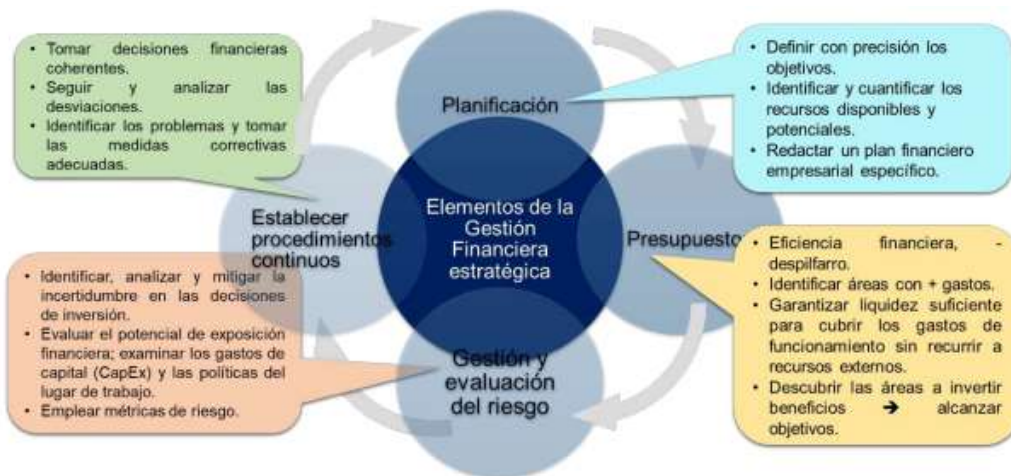 • Tomar decisiones financieras
coherentes.
• Seguir y analizar las
desviaciones.
• Identificar los problemas y tomar
las medidas correctivas
adecuadas.
Planificación
• Definir con precisión los
objetivos.
• Identificar y cuantificar los
recursos disponibles y
potenciales.
• Redactar un plan financiero
empresarial específico.
Establecer
procedimientos
continuos
Elementos de la
Gestión
Financiera
estratégica
Presupuesto
• Identificar, analizar y mitigar la
incertidumbre en las decisiones
de inversión.
• Evaluar el potencial de exposición
financiera; examinar los gastos de
capital (CapEx) y las políticas del
lugar de trabajo.
• Emplear métricas de riesgo.
Gestión y
evaluación
del riesgo
• Eficiencia financiera, -
despilfarro.
• Identificar áreas con + gastos.
• Garantizar liquidez suficiente
para cubrir los gastos de
funcionamiento sin recurrir a
recursos externos.
• Descubrir las áreas a invertir
beneficios → alcanzar
objetivos.